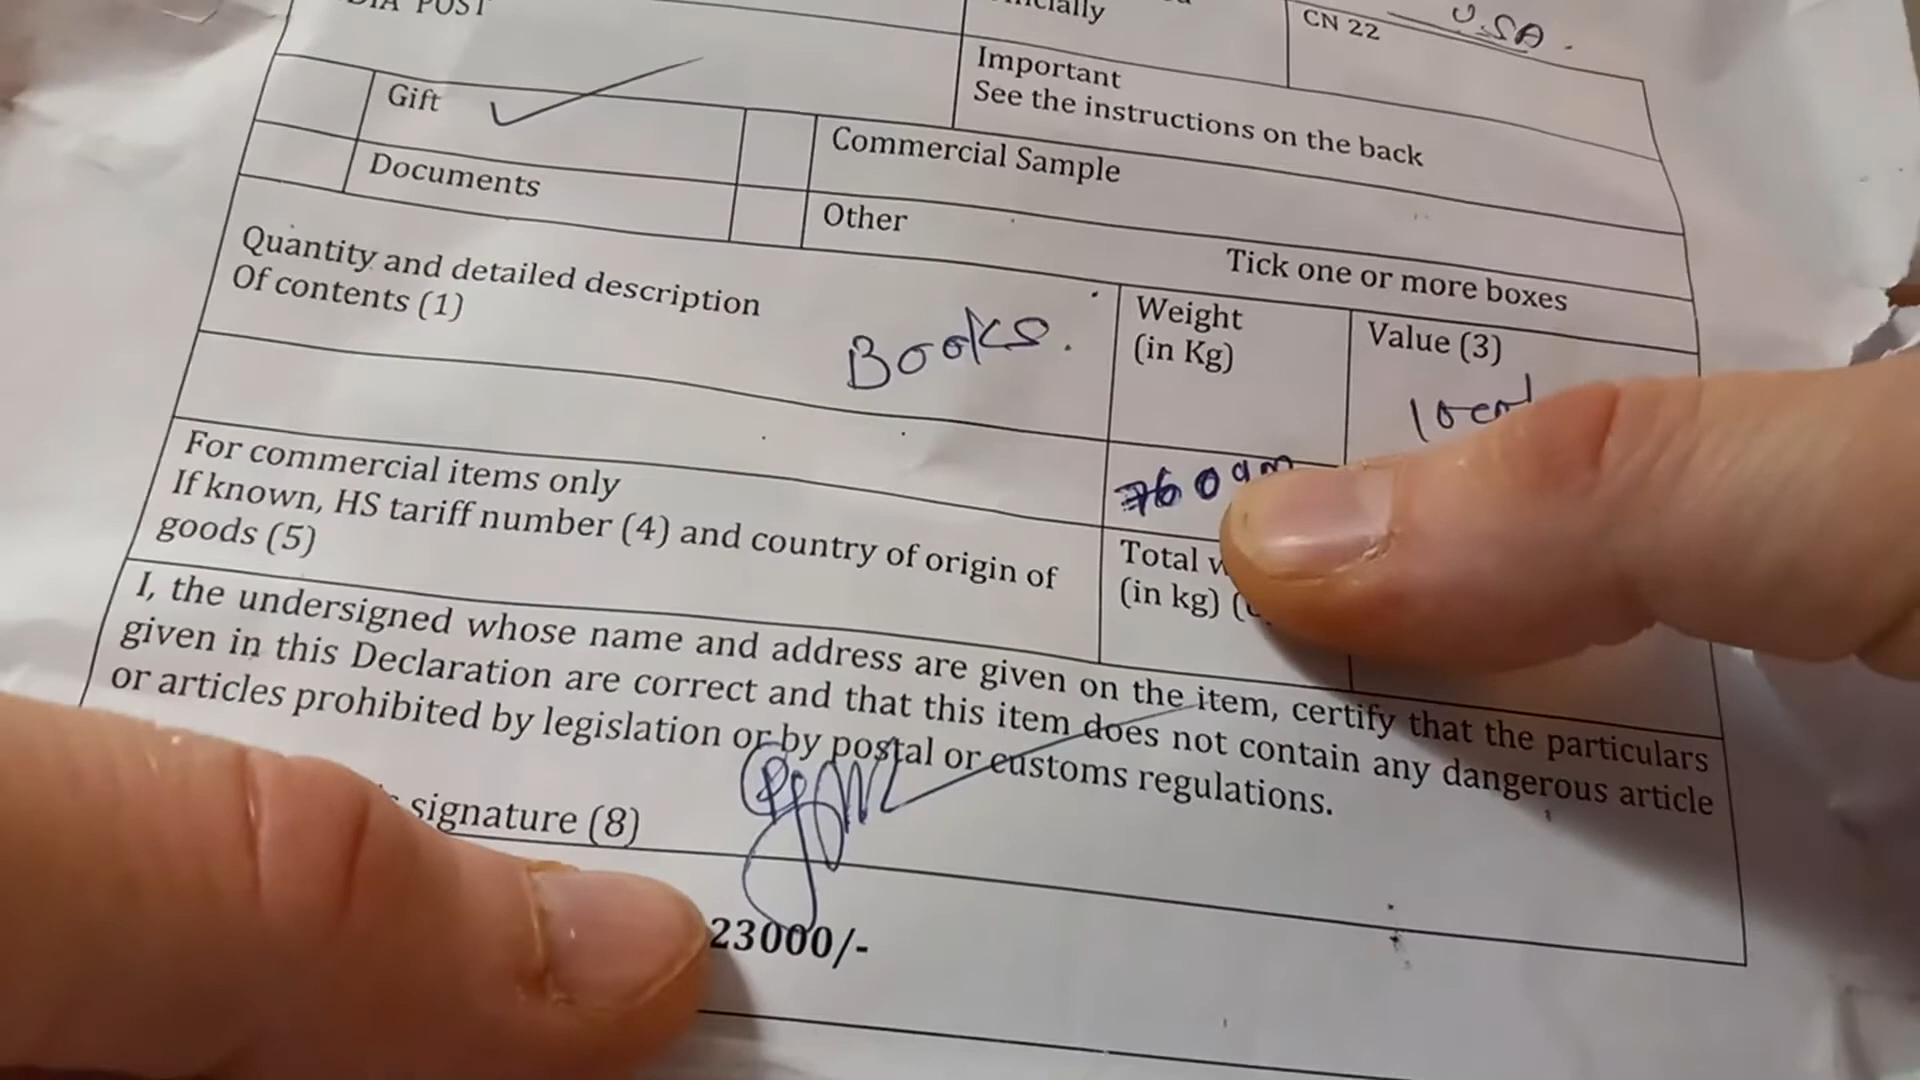 POST
CN 22
U.SA.
Important
See the instructions on the back
Gift
Commercial Sample
Documents
Other
Tick one or more boxes
Quantity and detailed description
Of contents (1)
Books.
Weight
(in Kg)
Value (3)
760 gm
For commercial items only
If known, HS tariff number (4) and country of origin of
goods (5)
Total
(in kg)
I, the undersigned whose name and address are given on the item, certify that the particulars
given in this Declaration are correct and that this item does not contain any dangerous article
or articles prohibited by legislation or by postal or customs regulations.
signature (8)
23000/-